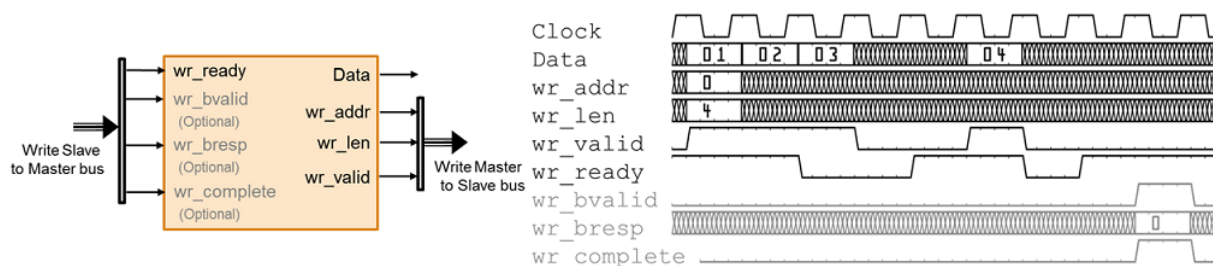 wr_ready
wr_bvalid
(Optional)
wr_bresp
(Optional)
wr_complete
(Optional)
Write Slave
to Master bus
Data
wr_addr
wr_len
wr_valid
Write Master
to Slave bus
Clock
Data 01 02 03 04
wr_addr 0
wr_len 4
wr_valid
wr_ready
wr_bvalid
wr_bresp 0
wr_complete